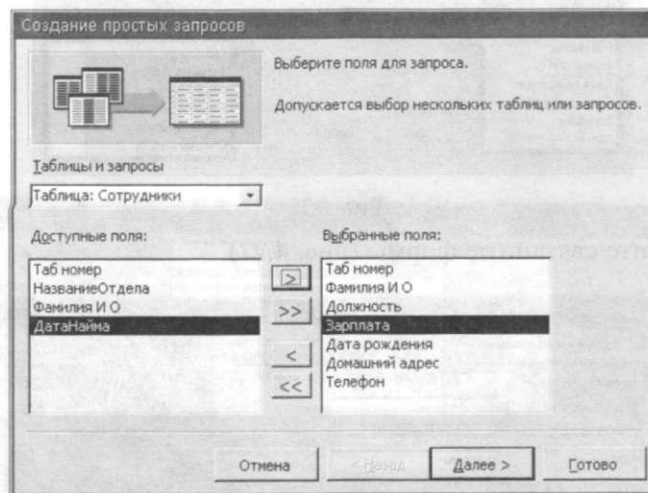 Создание простых запросов
Выберите поля для запроса.
Допускается выбор нескольких таблиц или запросов.
Таблицы и запросы
Таблица: Сотрудники
Доступные поля:
Таб номер
НазваниеОтдела
Фамилия И О
ДатаНайма
>
>>
<
<<
Выбранные поля:
Таб номер
Фамилия И О
Должность
Зарплата
Дата рождения
Домашний адрес
Телефон
Отмена
< Назад
Далее >
Готово